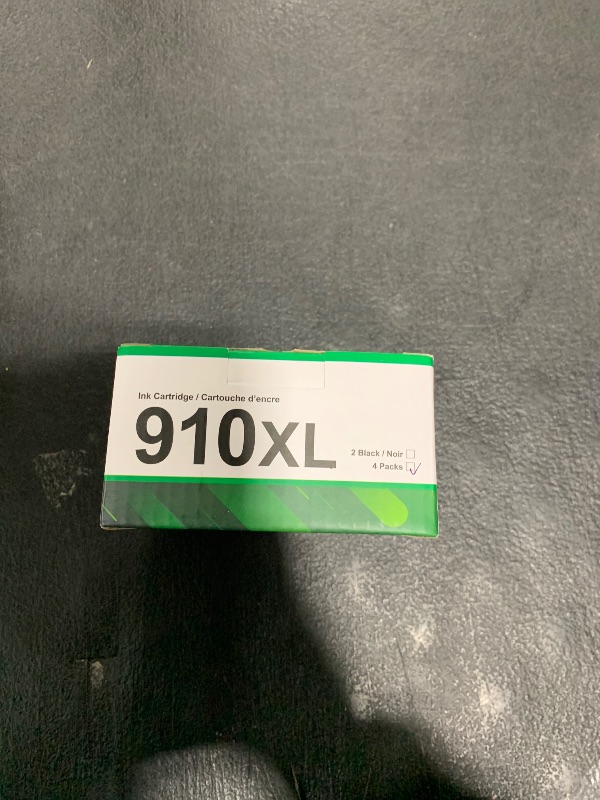 Ink Cartridge / Cartouche d'encre
910XL
2 Black / Noir
4 Packs